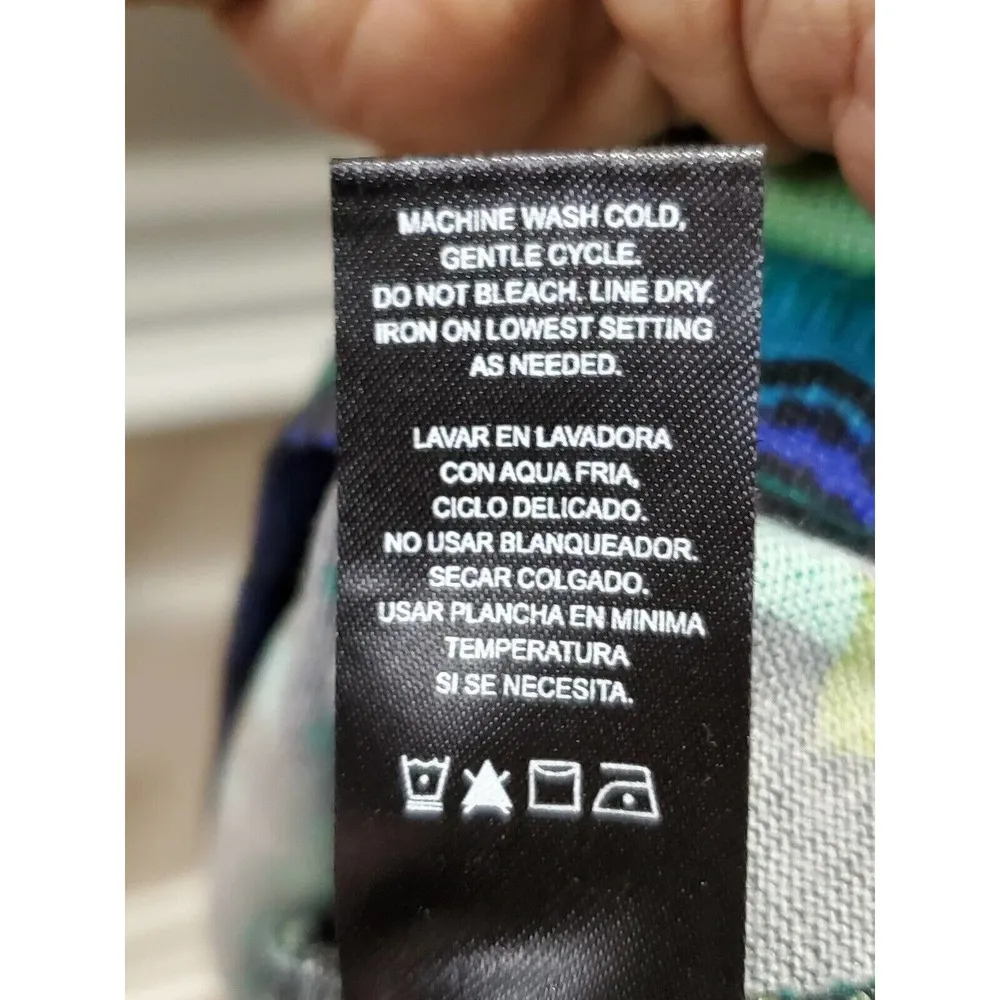 MACHINE WASH COLD,
GENTLE CYCLE.
DO NOT BLEACH. LINE DRY.
IRON ON LOWEST SETTING
AS NEEDED.
LAVAR EN LAVADORA
CON AQUA FRIA,
CICLO DELICADO.
NO USAR BLANQUEADOR.
SECAR COLGADO.
USAR PLANCHA EN MINIMA
TEMPERATURA
SI SE NECESITA.